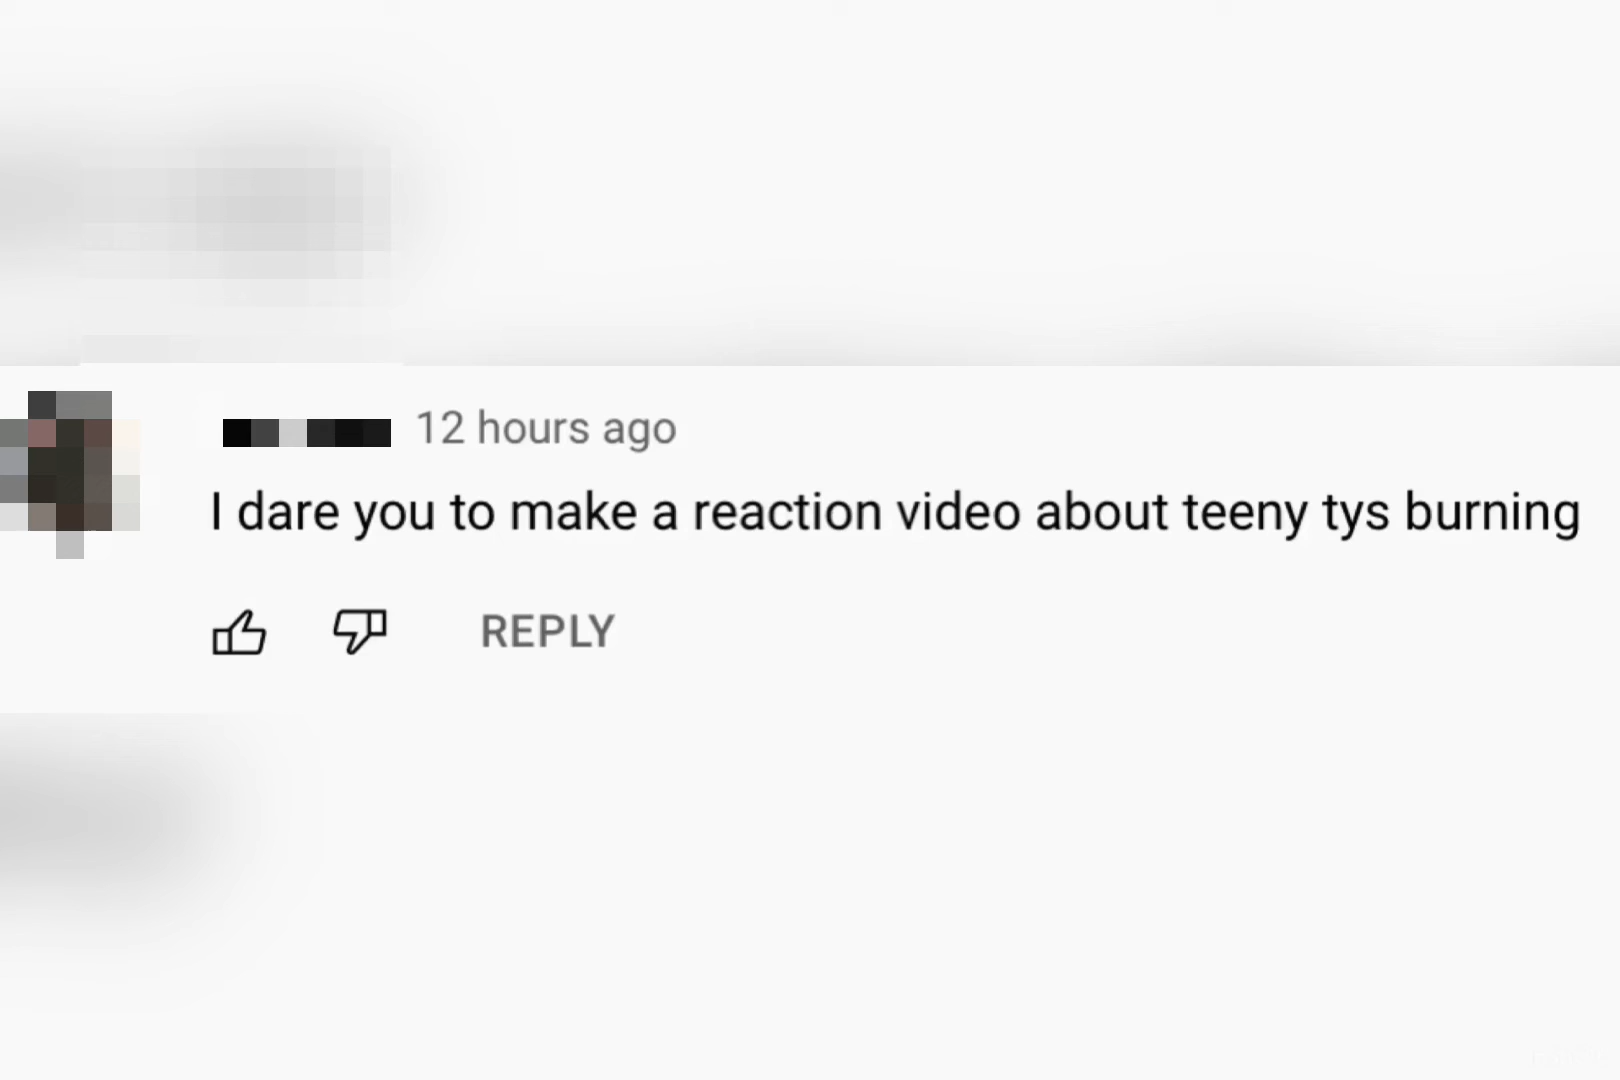 12 hours ago
I dare you to make a reaction video about teeny tys burning
REPLY